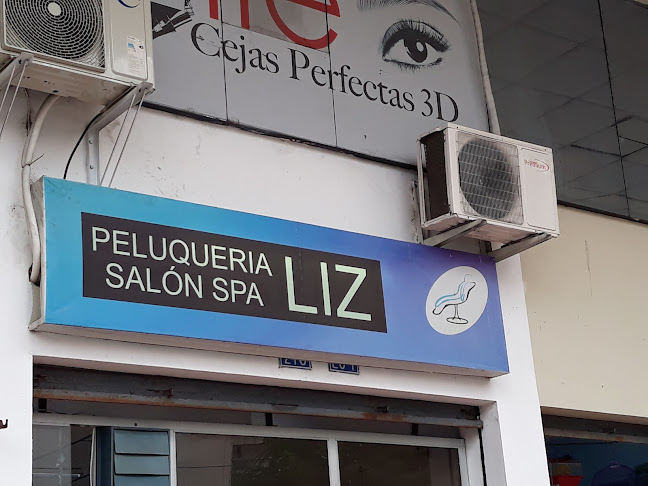 Cejas Perfectas 3D
PELUQUERIA
SALÓN SPA
LIZ